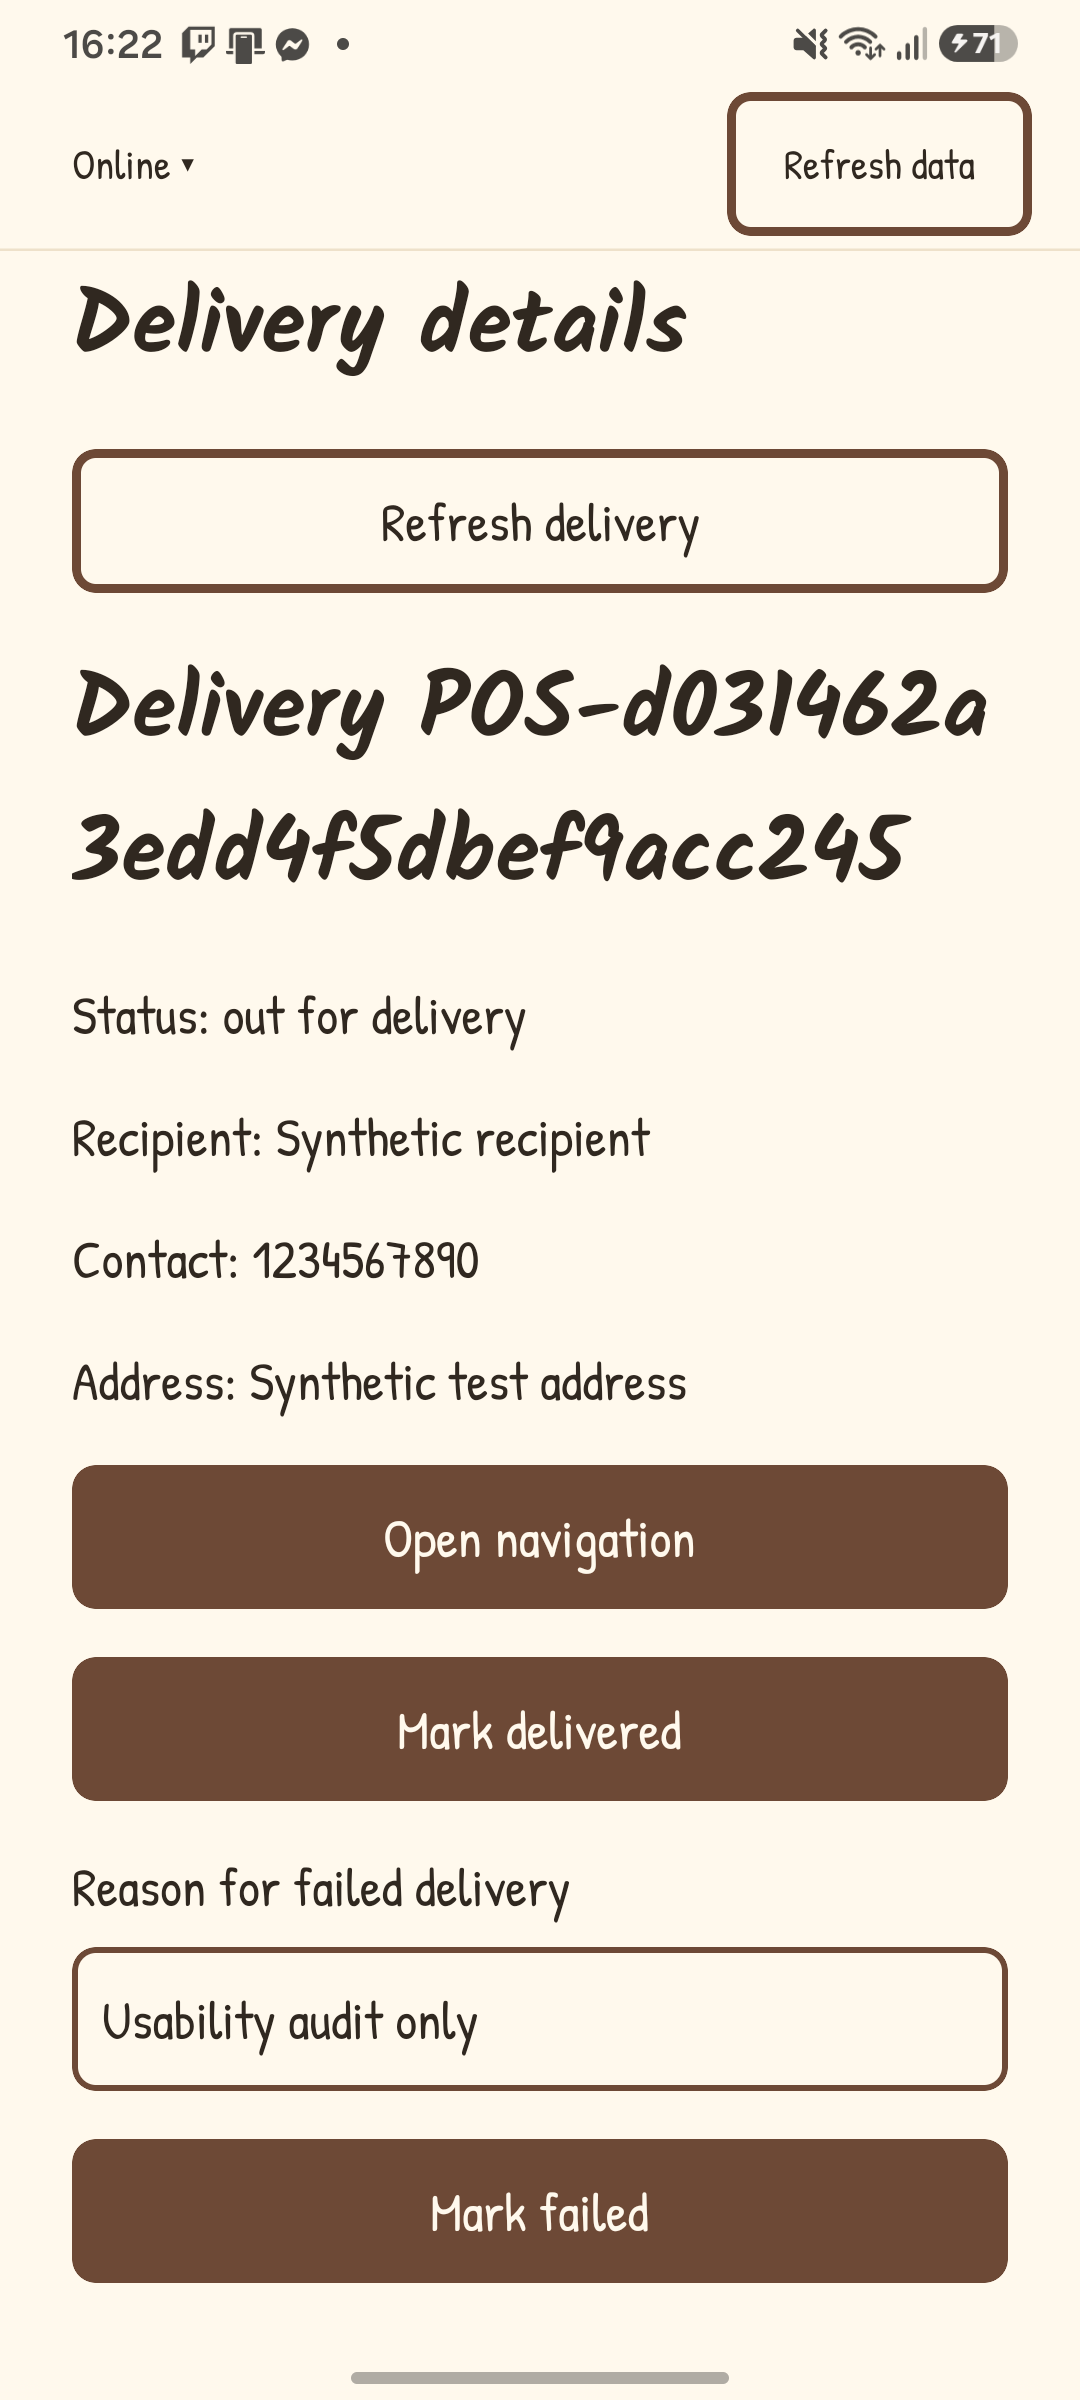 16:22
71
Online ▾
Refresh data
Delivery details
Refresh delivery
Delivery POS-d031462a
3edd4f5dbef9acc245
Status: out for delivery
Recipient: Synthetic recipient
Contact: 1234567890
Address: Synthetic test address
Open navigation
Mark delivered
Reason for failed delivery
Usability audit only
Mark failed